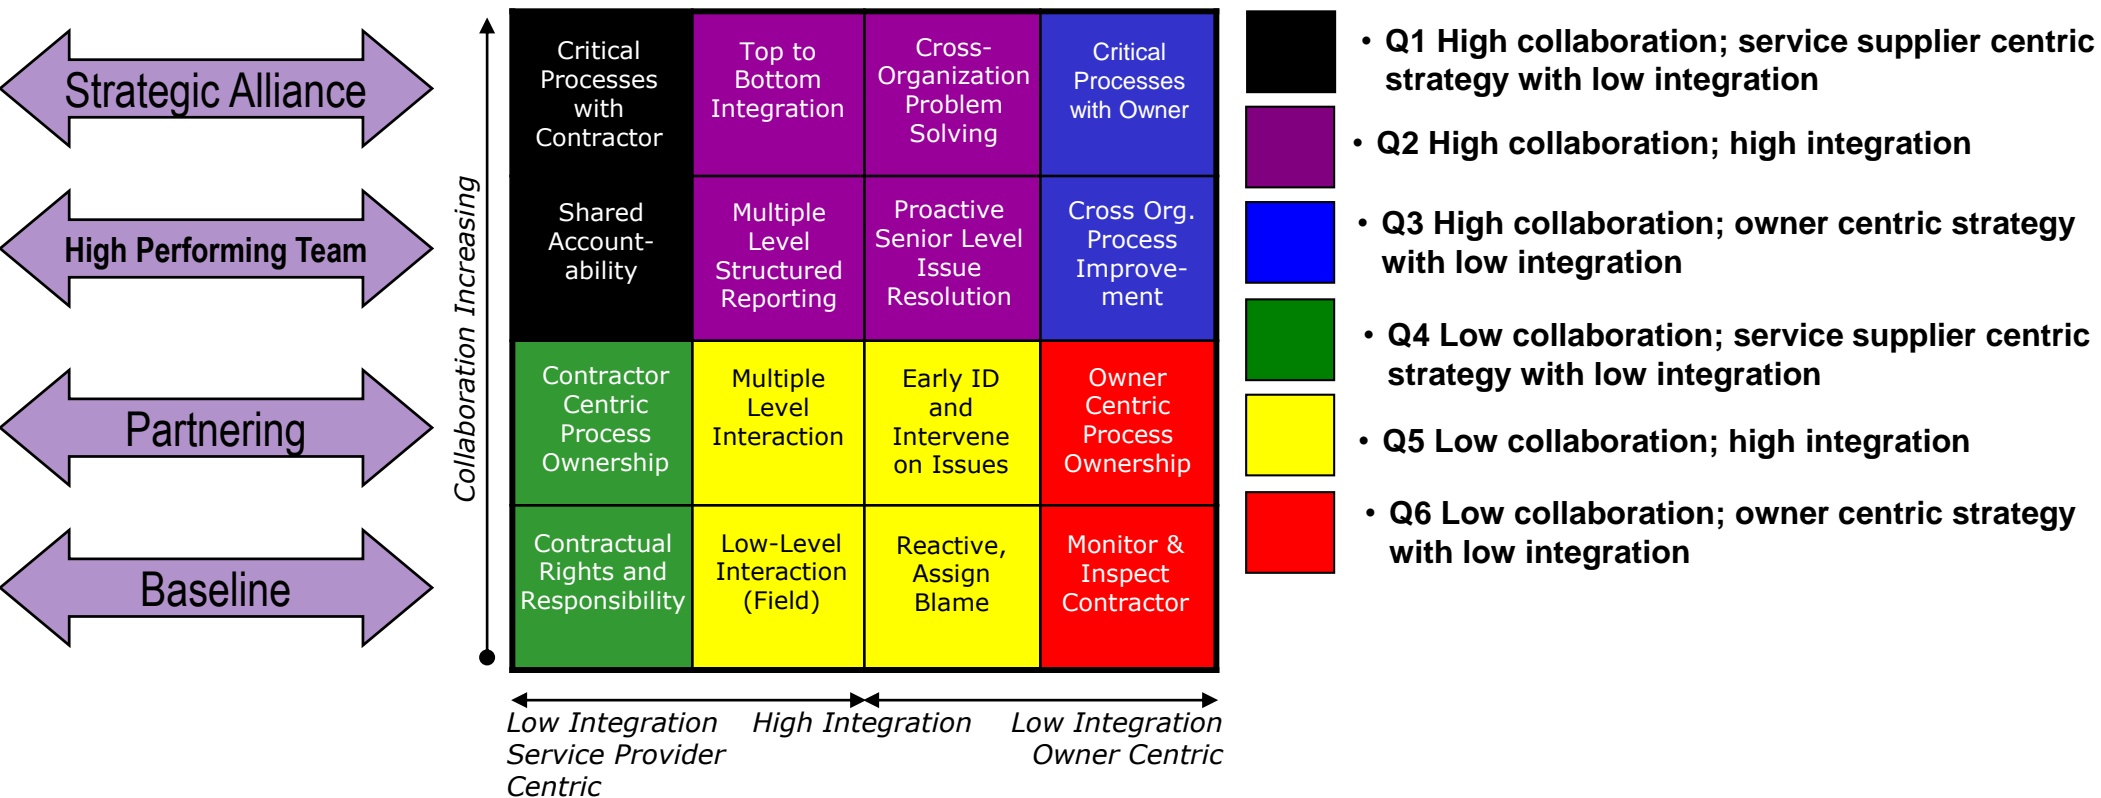 Strategic Alliance
High Performing Team
Partnering
Baseline
Collaboration Increasing
Critical
Processes
with
Contractor
Top to
Bottom
Integration
Cross-
Organization
Problem
Solving
Critical
Processes
with Owner
Shared
Account-
ability
Multiple
Level
Structured
Reporting
Proactive
Senior Level
Issue
Resolution
Cross Org.
Process
Improve-
ment
Contractor
Centric
Process
Ownership
Multiple
Level
Interaction
Early ID
and
Intervene
on Issues
Owner
Centric
Process
Ownership
Contractual
Rights and
Responsibility
Low-Level
Interaction
(Field)
Reactive,
Assign
Blame
Monitor &
Inspect
Contractor
Low Integration
Service Provider
Centric
High Integration
Low Integration
Owner Centric
• Q1 High collaboration; service supplier centric
strategy with low integration
• Q2 High collaboration; high integration
• Q3 High collaboration; owner centric strategy
with low integration
• Q4 Low collaboration; service supplier centric
strategy with low integration
• Q5 Low collaboration; high integration
• Q6 Low collaboration; owner centric strategy
with low integration